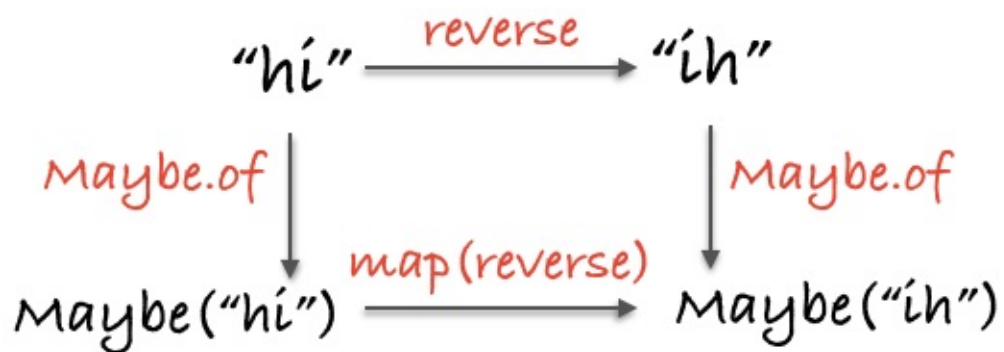 reverse
“hi” “ih”
Maybe.of Maybe.of
map(reverse)
Maybe(“hi”) Maybe(“ih”)